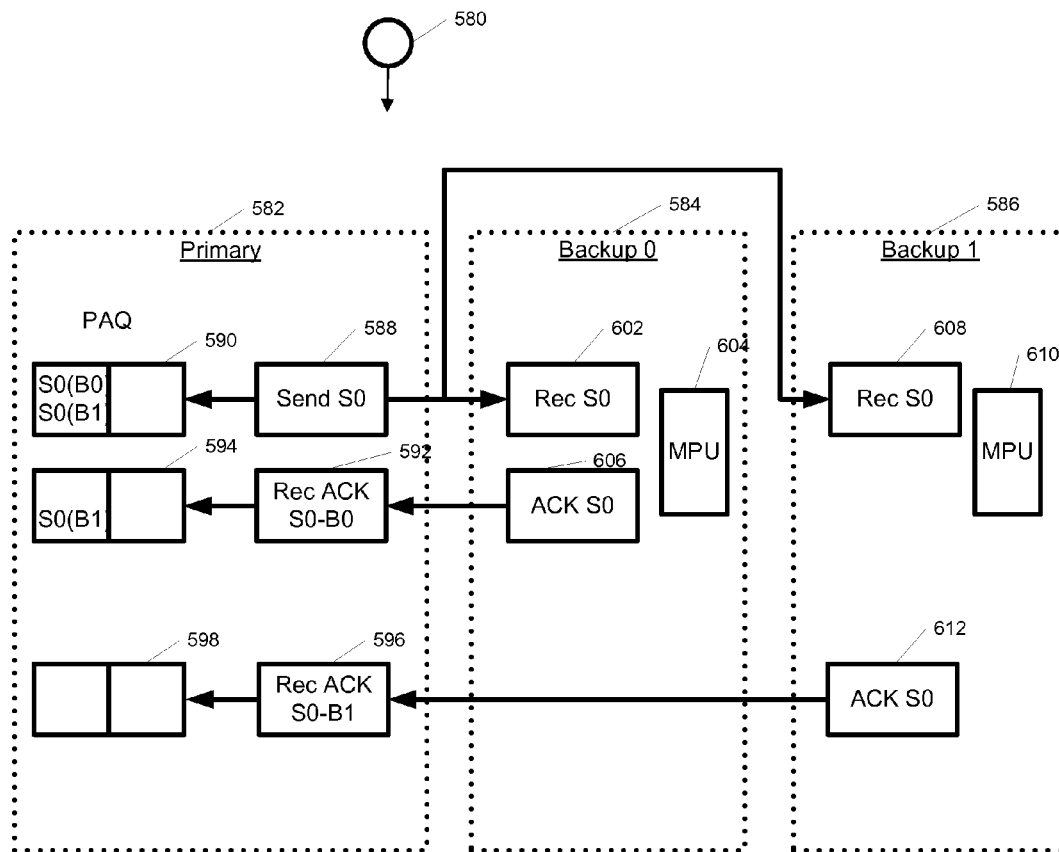 580
582
584
586
Primary
Backup 0
Backup 1
PAQ
590
588
602
604
608
610
S0(B0)
S0(B1)
Send S0
Rec S0
MPU
Rec S0
MPU
594
592
606
S0(B1)
Rec ACK
S0-B0
ACK S0
598
596
612
Rec ACK
S0-B1
ACK S0